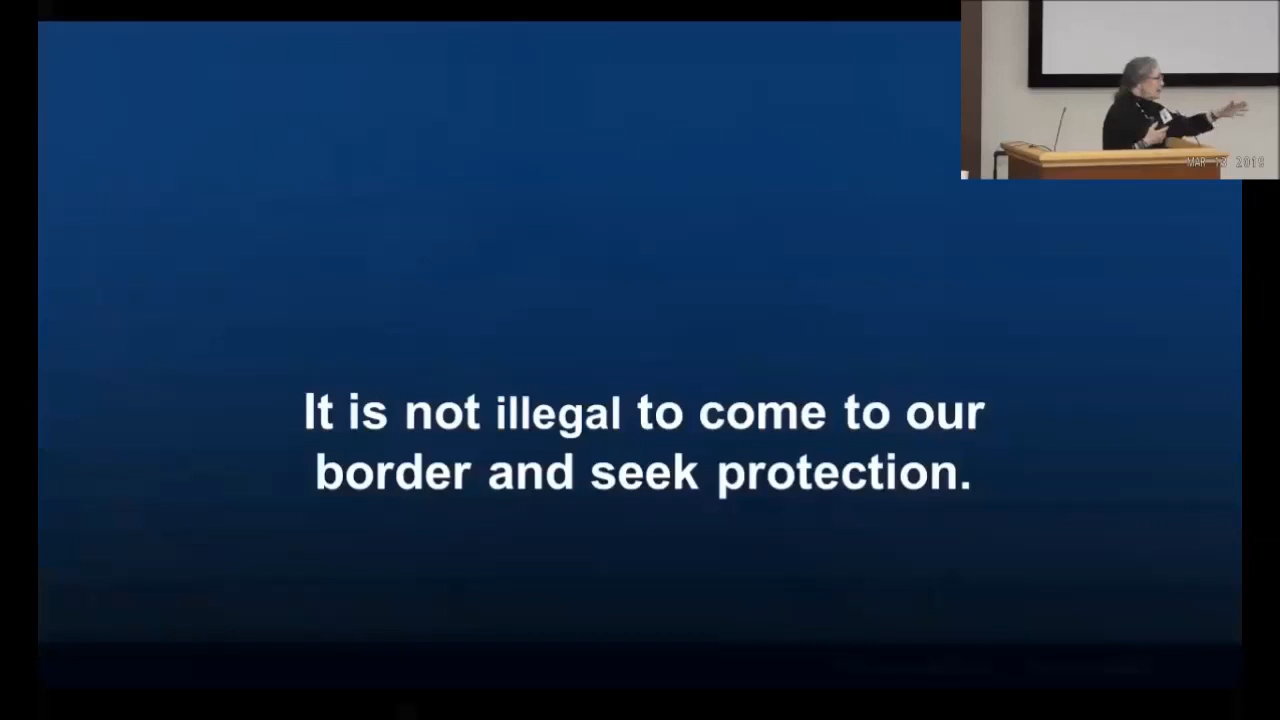 It is not illegal to come to our
border and seek protection.